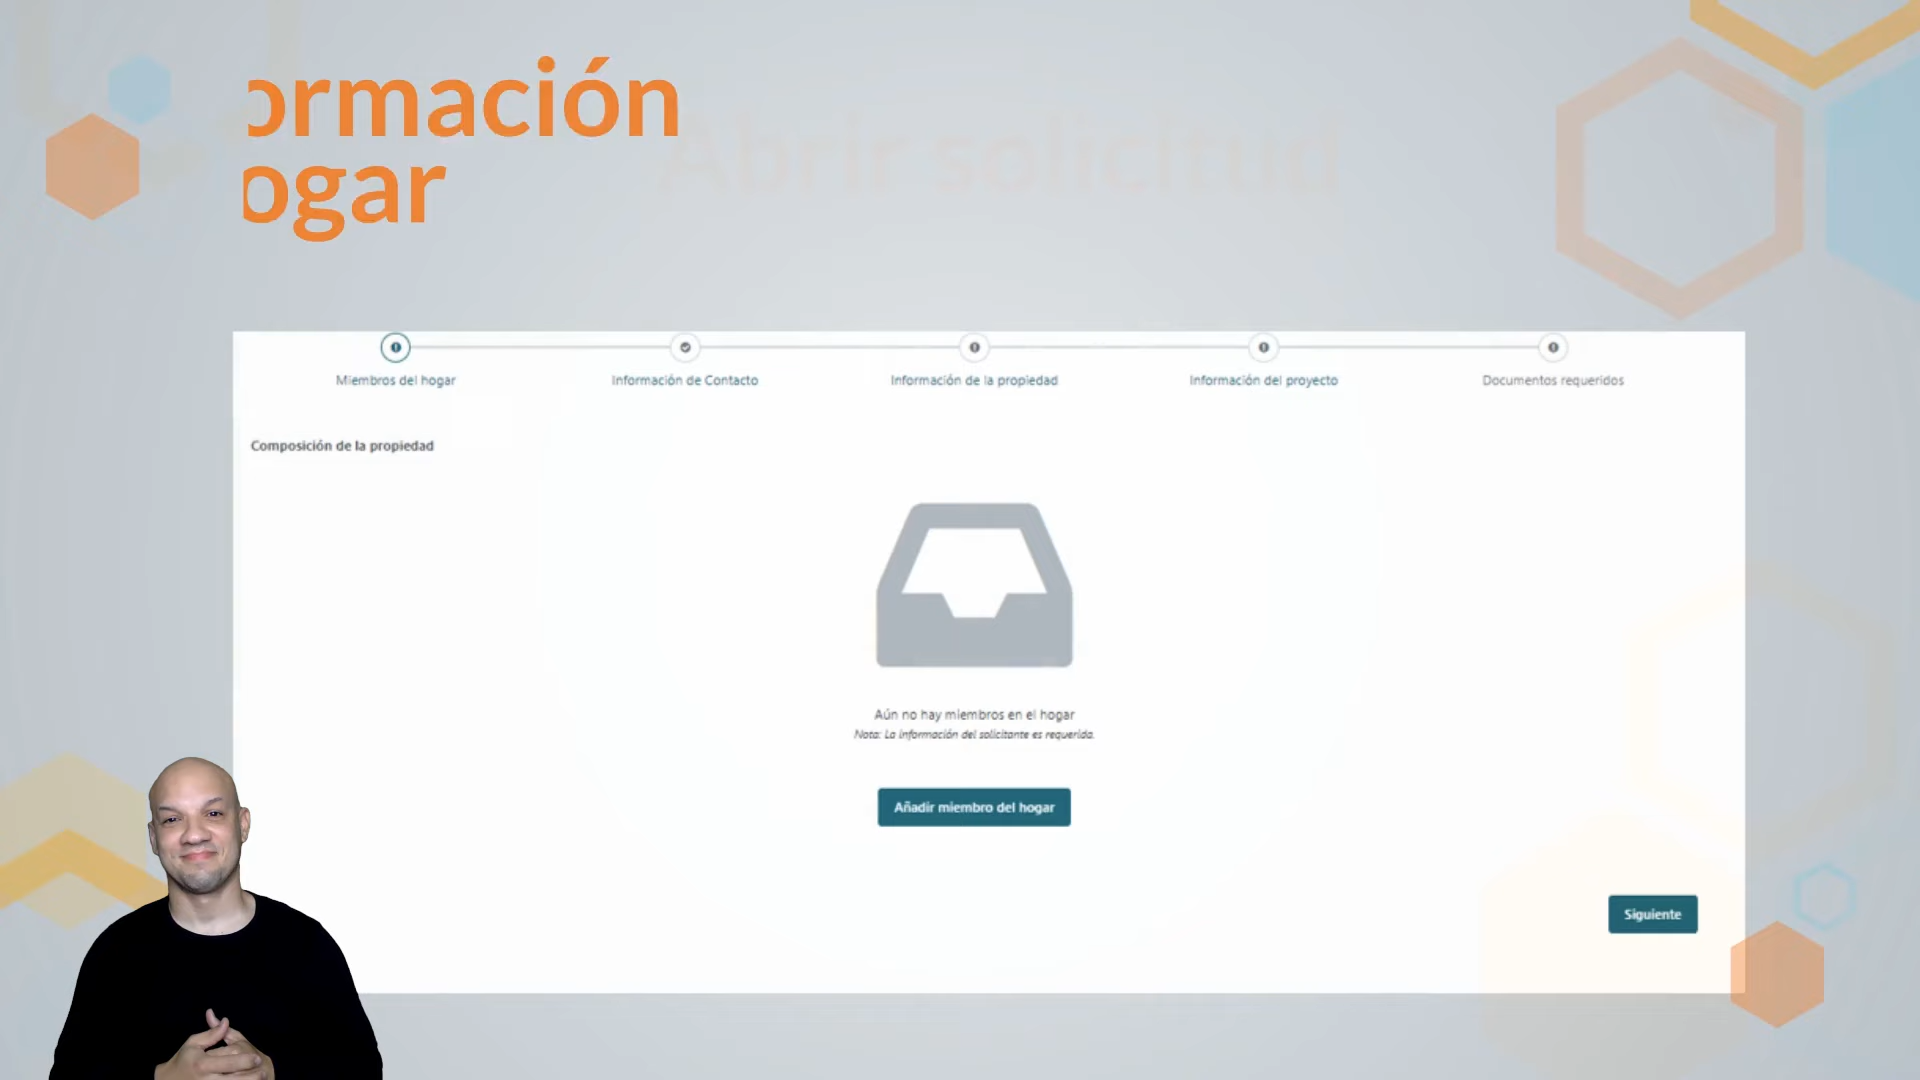 ormación
ogar
Abrir solicitud
Miembros del hogar
Información de Contacto
Información de la propiedad
Información del proyecto
Documentos requeridos
Composición de la propiedad
Aún no hay miembros en el hogar
Nota: La información del solicitante es requerida.
Añadir miembro del hogar
Siguiente